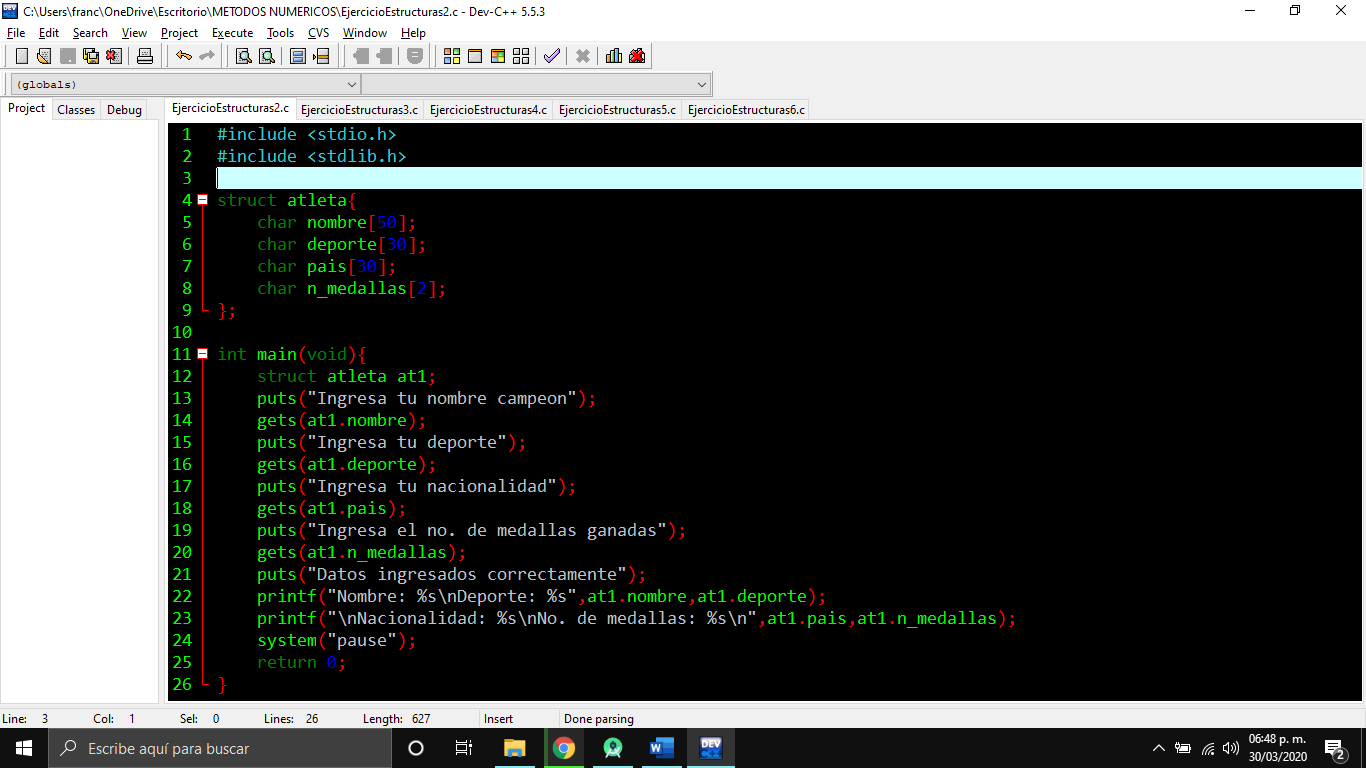 C:\Users\franc\OneDrive\Escritorio\METODOS NUMERICOS\EjercicioEstructuras2.c - Dev-C++ 5.5.3
File Edit Search View Project Execute Tools CVS Window Help
(globals)
Project Classes Debug
EjercicioEstructuras2.c EjercicioEstructuras3.c EjercicioEstructuras4.c EjercicioEstructuras5.c EjercicioEstructuras6.c
1 #include <stdio.h>
2 #include <stdlib.h>
3
4 struct atleta{
5 char nombre[50];
6 char deporte[30];
7 char pais[30];
8 char n_medallas[2];
9 };
10
11 int main(void){
12 struct atleta at1;
13 puts("Ingresa tu nombre campeon");
14 gets(at1.nombre);
15 puts("Ingresa tu deporte");
16 gets(at1.deporte);
17 puts("Ingresa tu nacionalidad");
18 gets(at1.pais);
19 puts("Ingresa el no. de medallas ganadas");
20 gets(at1.n_medallas);
21 puts("Datos ingresados correctamente");
22 printf("Nombre: %s\nDeporte: %s",at1.nombre,at1.deporte);
23 printf("\nNacionalidad: %s\nNo. de medallas: %s\n",at1.pais,at1.n_medallas);
24 system("pause");
25 return 0;
26 }
Line: 3 Col: 1 Sel: 0 Lines: 26 Length: 627 Insert Done parsing
Escribe aquí para buscar
DEV C++
06:48 p. m.
30/03/2020
2